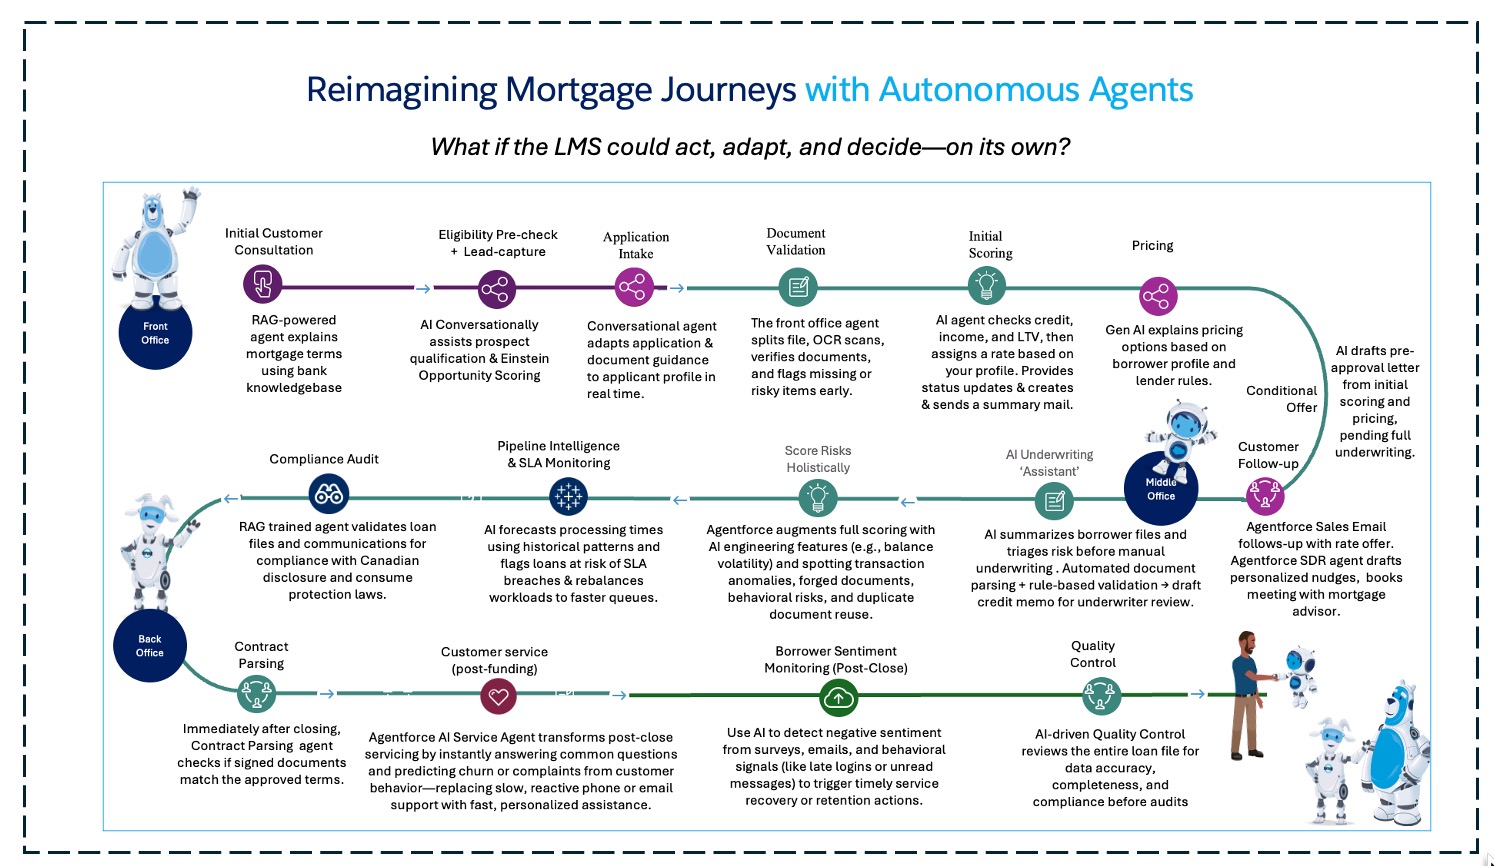 Reimagining Mortgage Journeys with Autonomous Agents
What if the LMS could act, adapt, and decide—on its own?
Front
Office
Initial Customer
Consultation
RAG-powered
agent explains
mortgage terms
using bank
knowledgebase
Eligibility Pre-check
+ Lead-capture
AI Conversationally
assists prospect
qualification & Einstein
Opportunity Scoring
Application
Intake
Conversational agent
adapts application &
document guidance
to applicant profile in
real time.
Document
Validation
The front office agent
splits file, OCR scans,
verifies documents,
and flags missing or
risky items early.
Initial
Scoring
AI agent checks credit,
income, and LTV, then
assigns a rate based on
your profile. Provides
status updates & creates
& sends a summary mail.
Pricing
Gen AI explains pricing
options based on
borrower profile and
lender rules.
Conditional
Offer
AI drafts pre-
approval letter
from initial
scoring and
pricing,
pending full
underwriting.
Customer
Follow-up
Agentforce Sales Email
follows-up with rate offer.
Agentforce SDR agent drafts
personalized nudges, books
meeting with mortgage
advisor.
Middle
Office
AI Underwriting
‘Assistant’
AI summarizes borrower files and
triages risk before manual
underwriting . Automated document
parsing + rule-based validation → draft
credit memo for underwriter review.
Score Risks
Holistically
Agentforce augments full scoring with
AI engineering features (e.g., balance
volatility) and spotting transaction
anomalies, forged documents,
behavioral risks, and duplicate
document reuse.
Pipeline Intelligence
& SLA Monitoring
AI forecasts processing times
using historical patterns and
flags loans at risk of SLA
breaches & rebalances
workloads to faster queues.
Compliance Audit
RAG trained agent validates loan
files and communications for
compliance with Canadian
disclosure and consume
protection laws.
Back
Office
Contract
Parsing
Immediately after closing,
Contract Parsing agent
checks if signed documents
match the approved terms.
Customer service
(post-funding)
Agentforce AI Service Agent transforms post-close
servicing by instantly answering common questions
and predicting churn or complaints from customer
behavior—replacing slow, reactive phone or email
support with fast, personalized assistance.
Borrower Sentiment
Monitoring (Post-Close)
Use AI to detect negative sentiment
from surveys, emails, and behavioral
signals (like late logins or unread
messages) to trigger timely service
recovery or retention actions.
Quality
Control
AI-driven Quality Control
reviews the entire loan file for
data accuracy,
completeness, and
compliance before audits